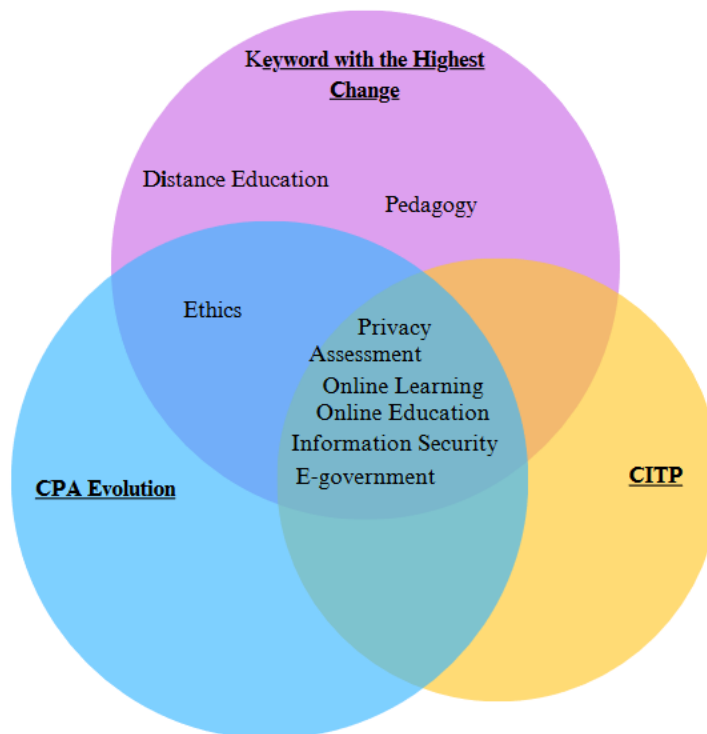 Keyword with the Highest
Change
Distance Education
Pedagogy
Ethics
Privacy
Assessment
Online Learning
Online Education
Information Security
E-government
CPA Evolution
CITP